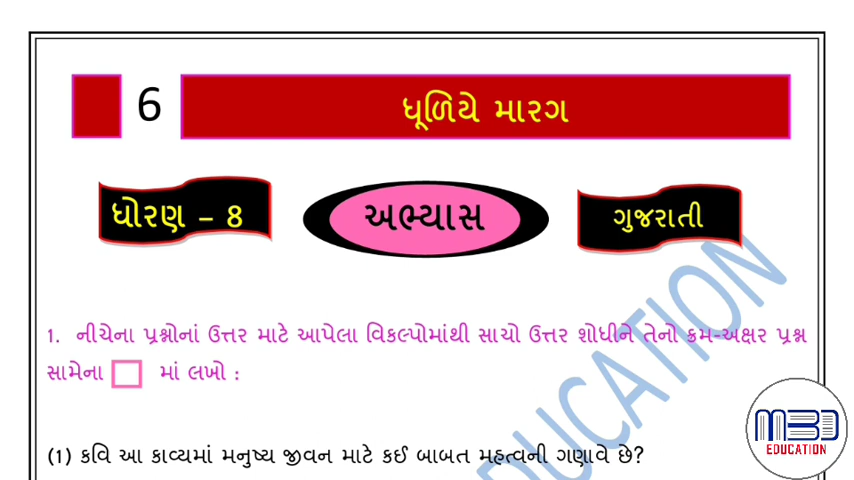 6
ધૂળિયે મારગ
ધોરણ – 8
અભ્યાસ
ગુજરાતી
1. નીચેના પ્રશ્નોનાં ઉત્તર માટે આપેલા વિકલ્પોમાંથી સાચો ઉત્તર શોધીને તેનો ક્રમ-અક્ષર પ્રશ્ન
સામેના માં લખો :
(1) કવિ આ કાવ્યમાં મનુષ્ય જીવન માટે કઈ બાબત મહત્વની ગણાવે છે?
EDUCATION
MBD
EDUCATION